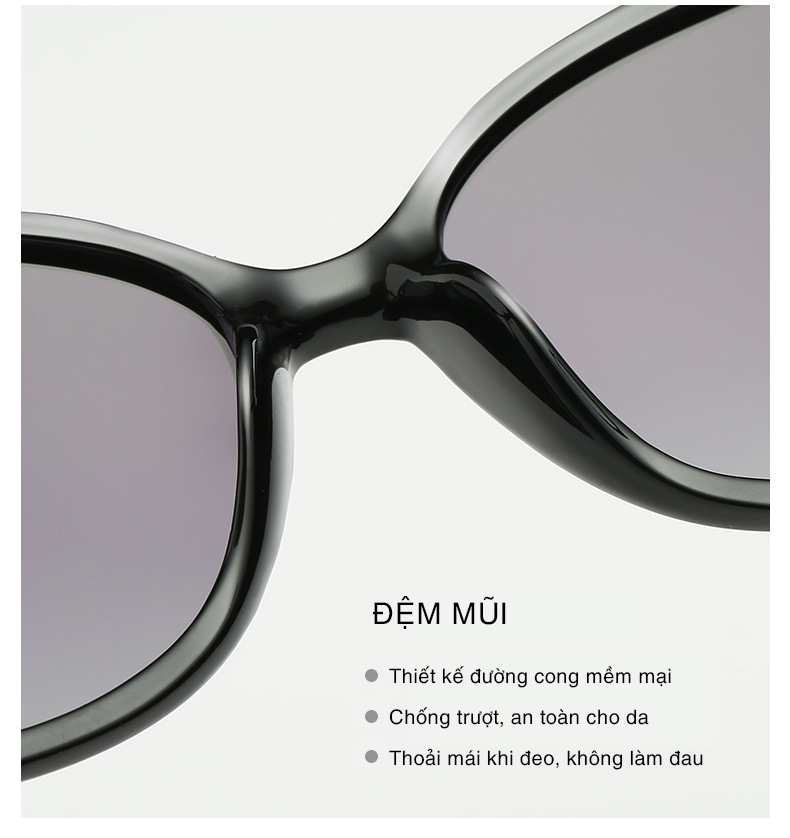 ĐỆM MŨI
Thiết kế đường cong mềm mại
Chống trượt, an toàn cho da
Thoải mái khi đeo, không làm đau